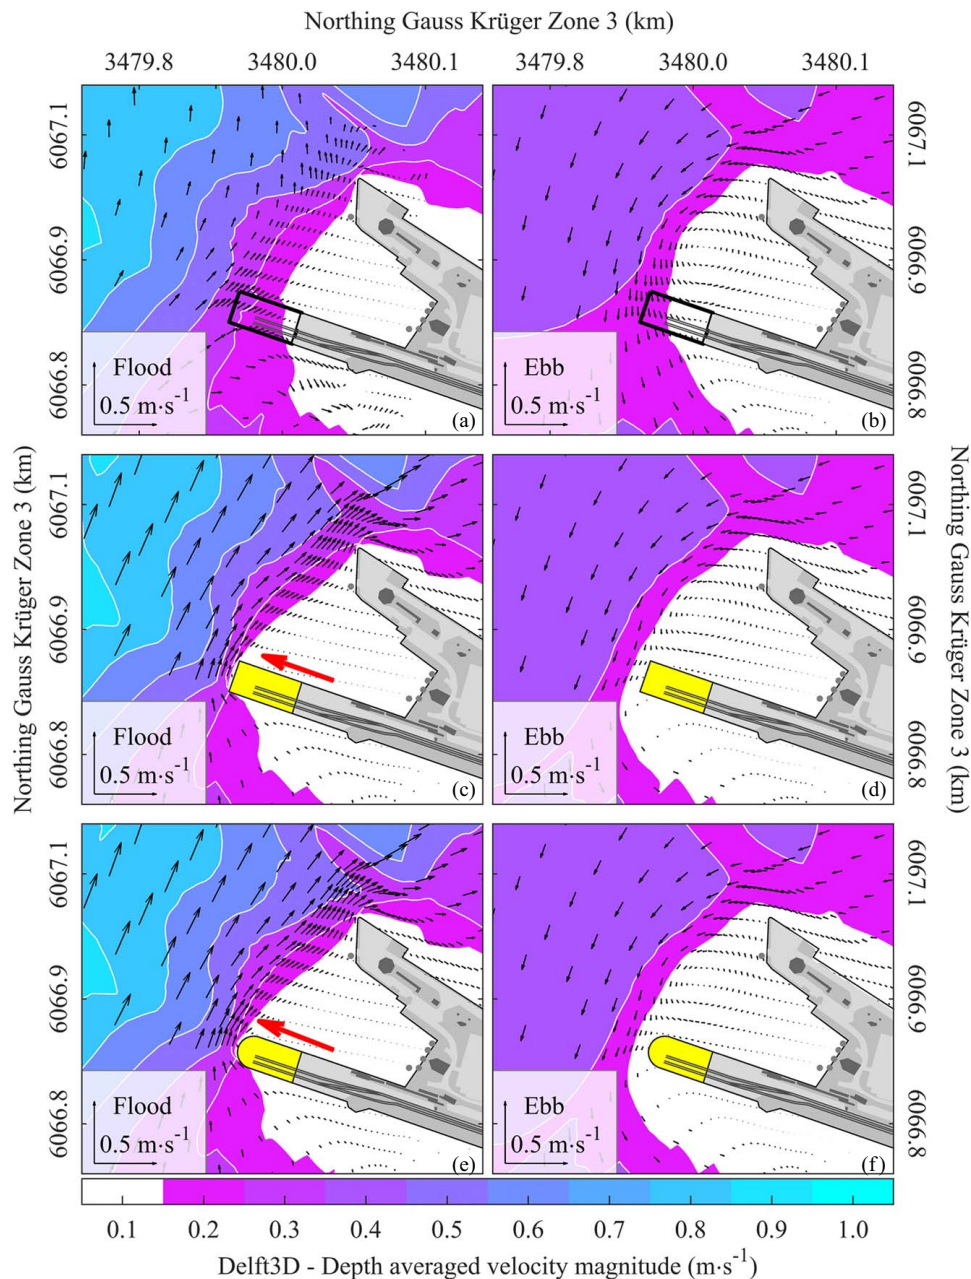 Northing Gauss Krüger Zone 3 (km)
3479.8 3480.0 3480.1 3479.8 3480.0 3480.1
6067.1
6066.9
6066.8
Flood
0.5 m·s⁻¹
(a)
Ebb
0.5 m·s⁻¹
(b)
6067.1
6066.9
6066.8
Northing Gauss Krüger Zone 3 (km)
6067.1
6066.9
6066.8
Flood
0.5 m·s⁻¹
(c)
Ebb
0.5 m·s⁻¹
(d)
6067.1
6066.9
6066.8
Northing Gauss Krüger Zone 3 (km)
6067.1
6066.9
6066.8
Flood
0.5 m·s⁻¹
(e)
Ebb
0.5 m·s⁻¹
(f)
6067.1
6066.9
6066.8
0.1 0.2 0.3 0.4 0.5 0.6 0.7 0.8 0.9 1.0
Delft3D - Depth averaged velocity magnitude (m·s⁻¹)